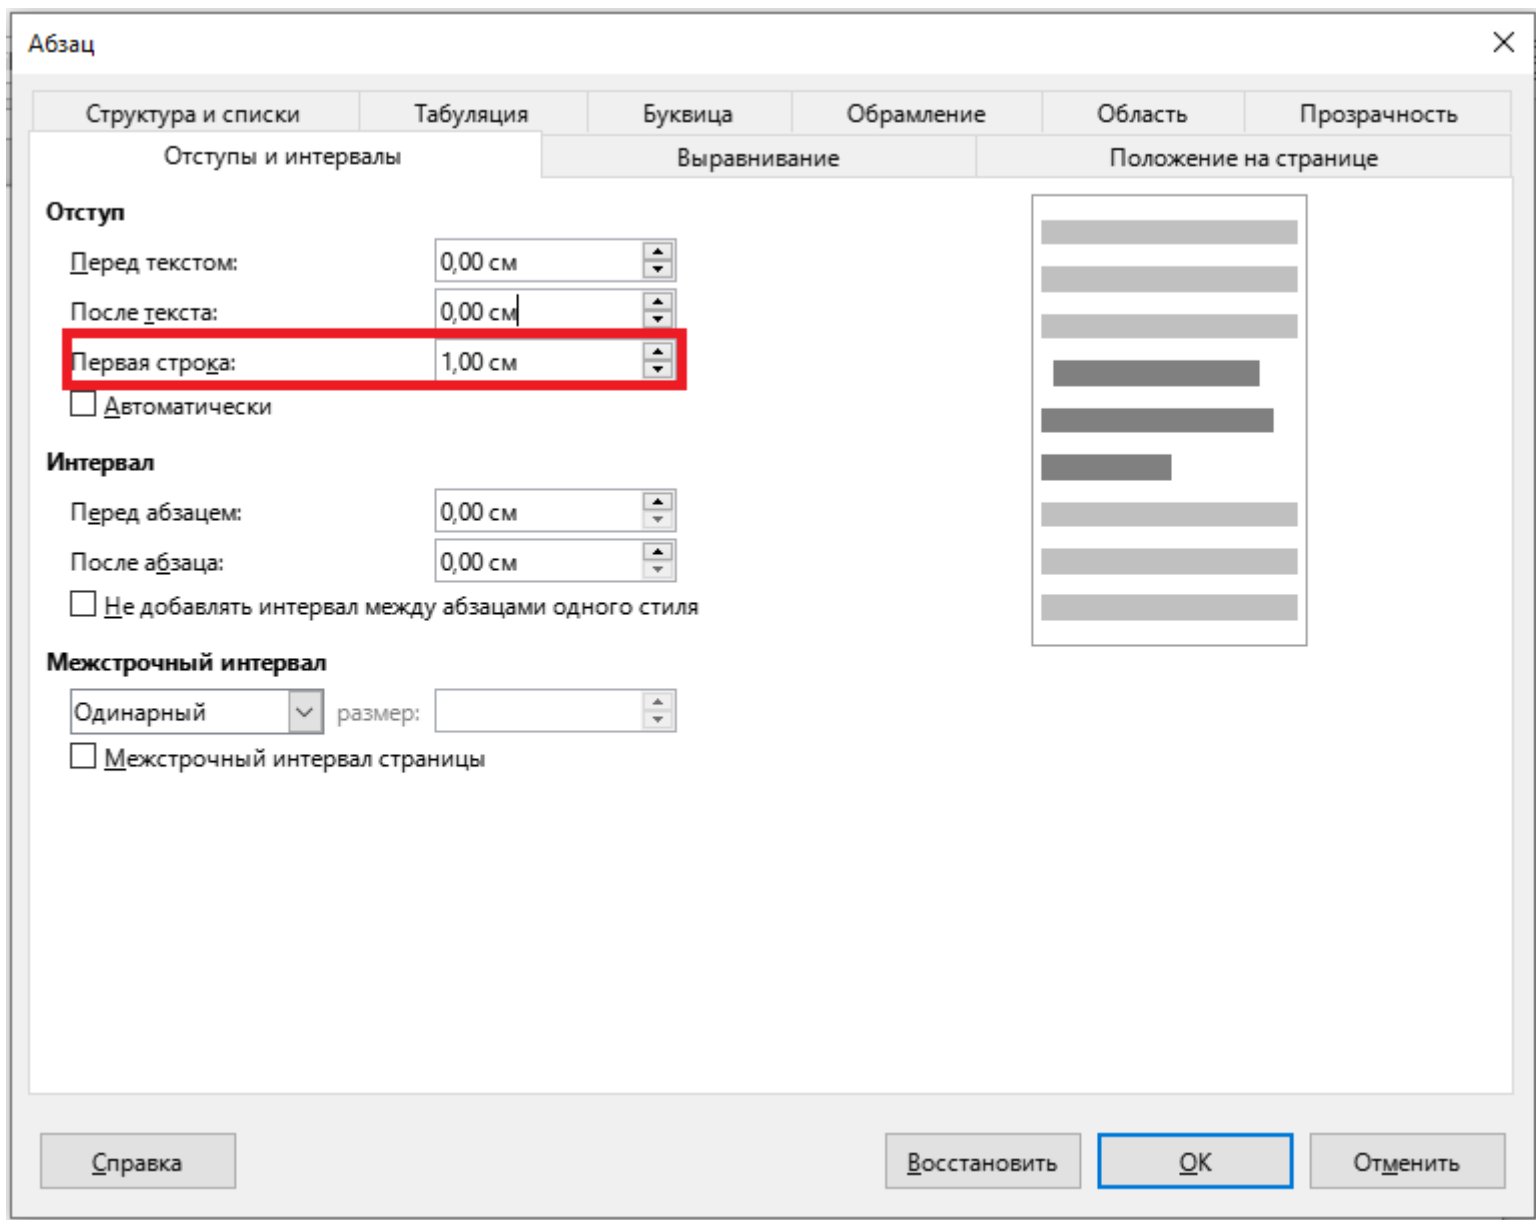 Абзац
Структура и списки Табуляция Буквица Обрамление Область Прозрачность
Отступы и интервалы Выравнивание Положение на странице
Отступ
Перед текстом: 0,00 см
После текста: 0,00 см
Первая строка: 1,00 см
Автоматически
Интервал
Перед абзацем: 0,00 см
После абзаца: 0,00 см
Не добавлять интервал между абзацами одного стиля
Межстрочный интервал
Одинарный размер:
Межстрочный интервал страницы
Справка Восстановить OK Отменить